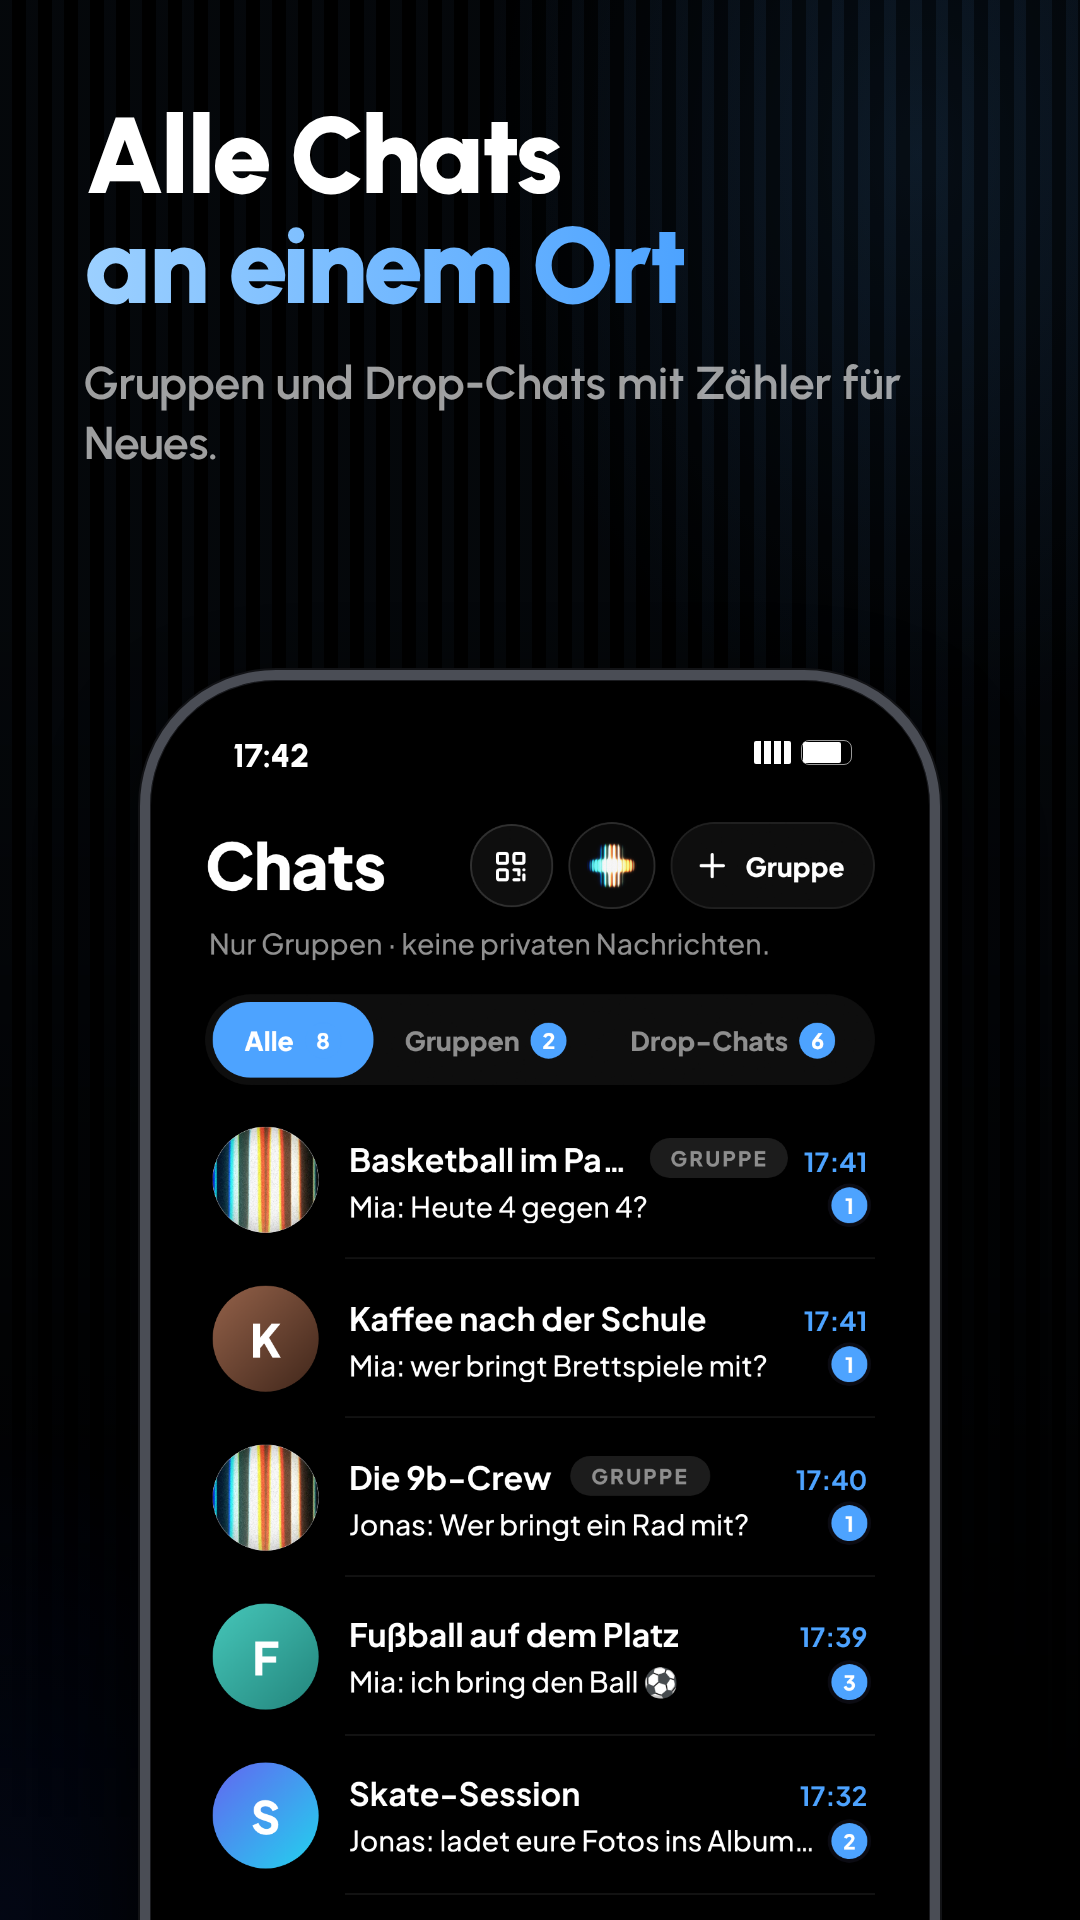 Alle Chats
an einem Ort
Gruppen und Drop-Chats mit Zähler für
Neues.
17:42
Chats
+ Gruppe
Nur Gruppen · keine privaten Nachrichten.
Alle 8 Gruppen 2 Drop-Chats 6
Basketball im Pa... GRUPPE 17:41
Mia: Heute 4 gegen 4? 1
K
Kaffee nach der Schule 17:41
Mia: wer bringt Brettspiele mit? 1
Die 9b-Crew GRUPPE 17:40
Jonas: Wer bringt ein Rad mit? 1
F
Fußball auf dem Platz 17:39
Mia: ich bring den Ball ⚽ 3
S
Skate-Session 17:32
Jonas: ladet eure Fotos ins Album... 2